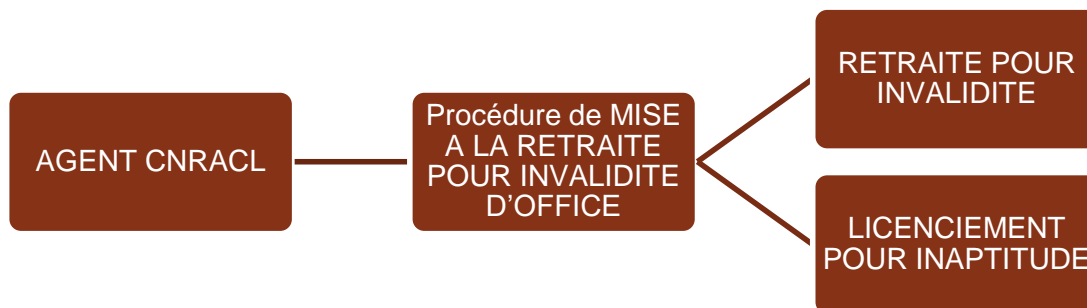 AGENT CNRACL
Procédure de MISE
A LA RETRAITE
POUR INVALIDITE
D’OFFICE
RETRAITE POUR
INVALIDITE
LICENCIEMENT
POUR INAPTITUDE